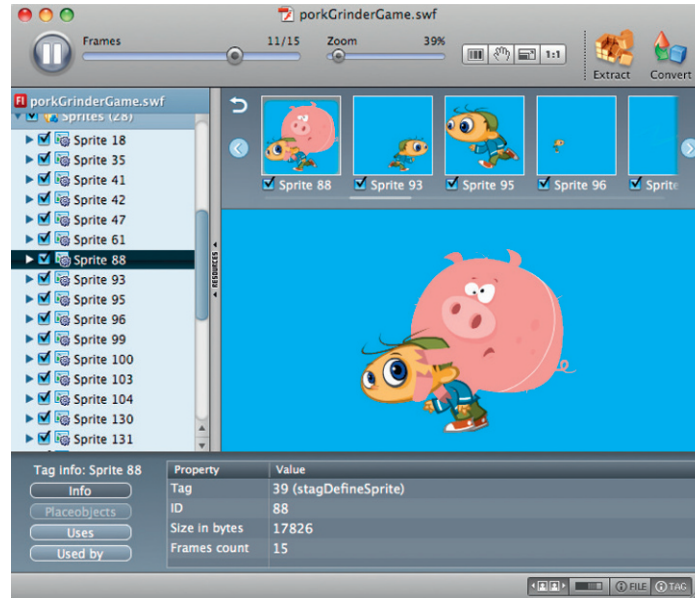 porkGrinderGame.swf
Frames 11/15 Zoom 39%
1:1
Extract Convert
porkGrinderGame.swf
Sprites (28)
Sprite 18
Sprite 35
Sprite 41
Sprite 42
Sprite 47
Sprite 61
Sprite 88
Sprite 93
Sprite 95
Sprite 96
Sprite 99
Sprite 100
Sprite 103
Sprite 104
Sprite 130
Sprite 131
RESOURCES
Sprite 88 Sprite 93 Sprite 95 Sprite 96 Sprite
Tag info: Sprite 88
Info
Placeobjects
Uses
Used by
Property Value
Tag 39 (stagDefineSprite)
ID 88
Size in bytes 17826
Frames count 15
FILE TAG